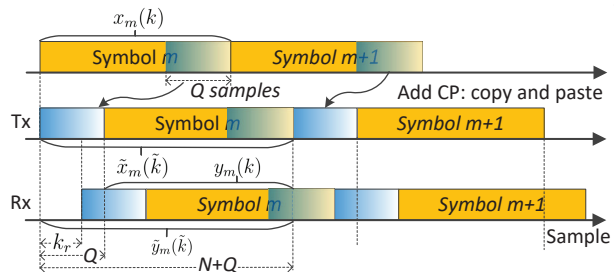 x_m(k)
Symbol m Symbol m+1
Q samples
Add CP: copy and paste
Tx Symbol m Symbol m+1
x̃_m(k̃) y_m(k)
Rx Symbol m Symbol m+1
k_r Sample
Q ỹ_m(k̃)
N+Q